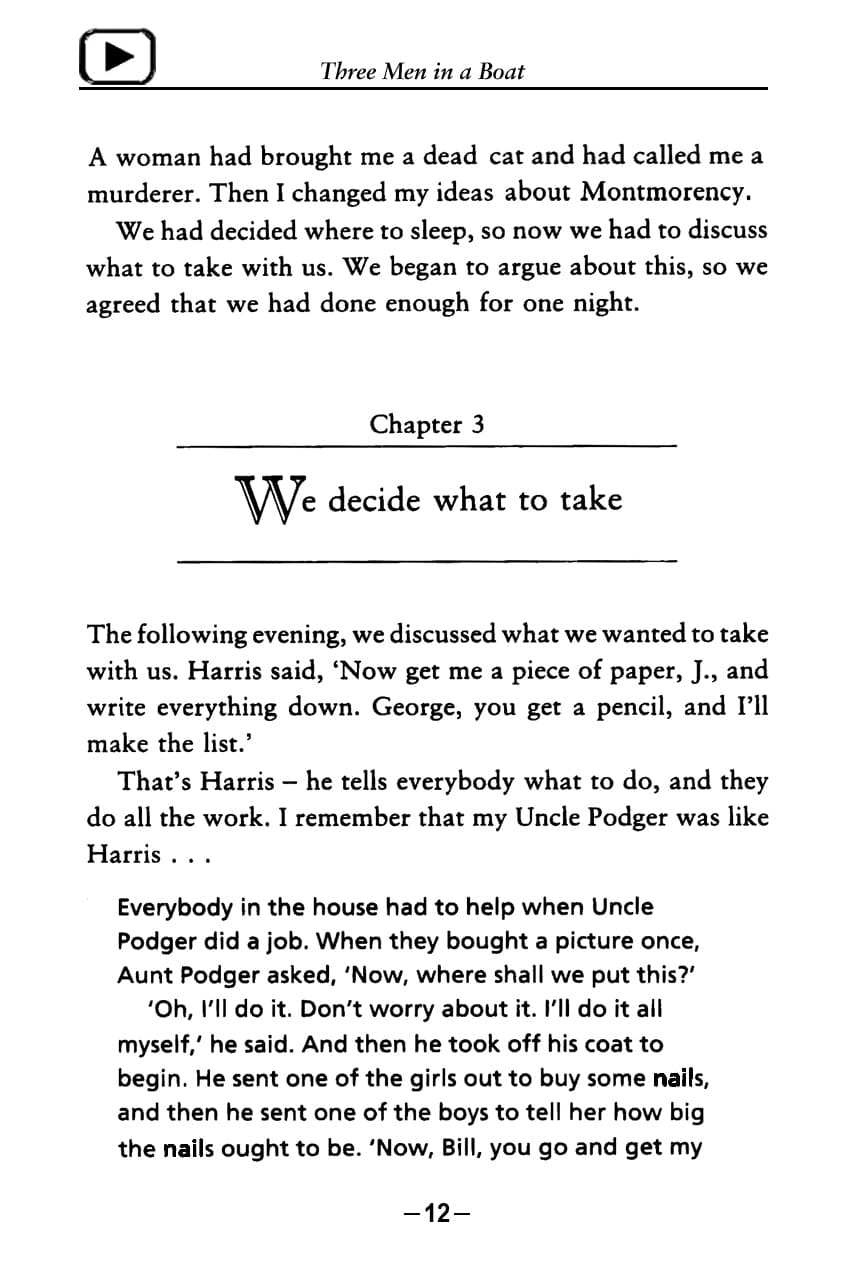 Three Men in a Boat
A woman had brought me a dead cat and had called me a
murderer. Then I changed my ideas about Montmorency.
We had decided where to sleep, so now we had to discuss
what to take with us. We began to argue about this, so we
agreed that we had done enough for one night.
Chapter 3
We decide what to take
The following evening, we discussed what we wanted to take
with us. Harris said, ‘Now get me a piece of paper, J., and
write everything down. George, you get a pencil, and I’ll
make the list.’
That’s Harris – he tells everybody what to do, and they
do all the work. I remember that my Uncle Podger was like
Harris . . .
Everybody in the house had to help when Uncle
Podger did a job. When they bought a picture once,
Aunt Podger asked, ‘Now, where shall we put this?’
‘Oh, I’ll do it. Don’t worry about it. I’ll do it all
myself,’ he said. And then he took off his coat to
begin. He sent one of the girls out to buy some nails,
and then he sent one of the boys to tell her how big
the nails ought to be. ‘Now, Bill, you go and get my
–12–